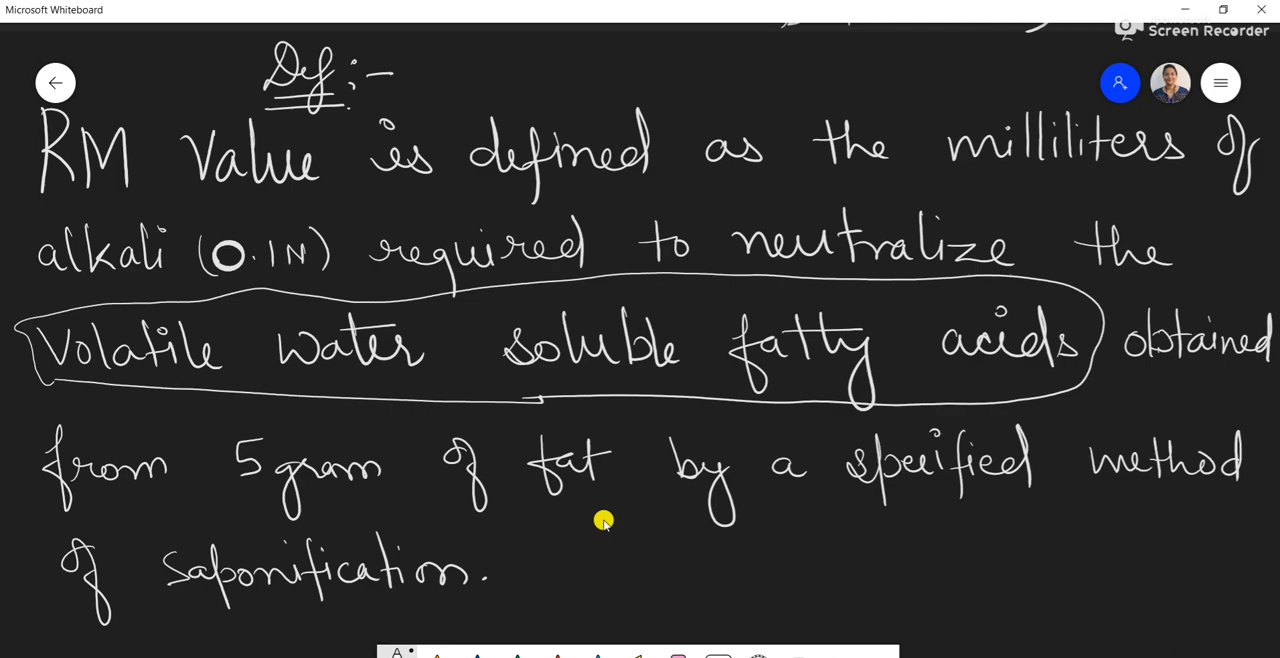 Microsoft Whiteboard
Screen Recorder
Def:-
RM Value is defined as the milliliters of
alkali (0.1N) required to neutralize the
Volatile water soluble fatty acids obtained
from 5 gram of fat by a specified method
of saponification.
A